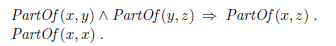 PartOf(x, y) ∧ PartOf(y, z) ⇒ PartOf(x, z) .
PartOf(x, x) .